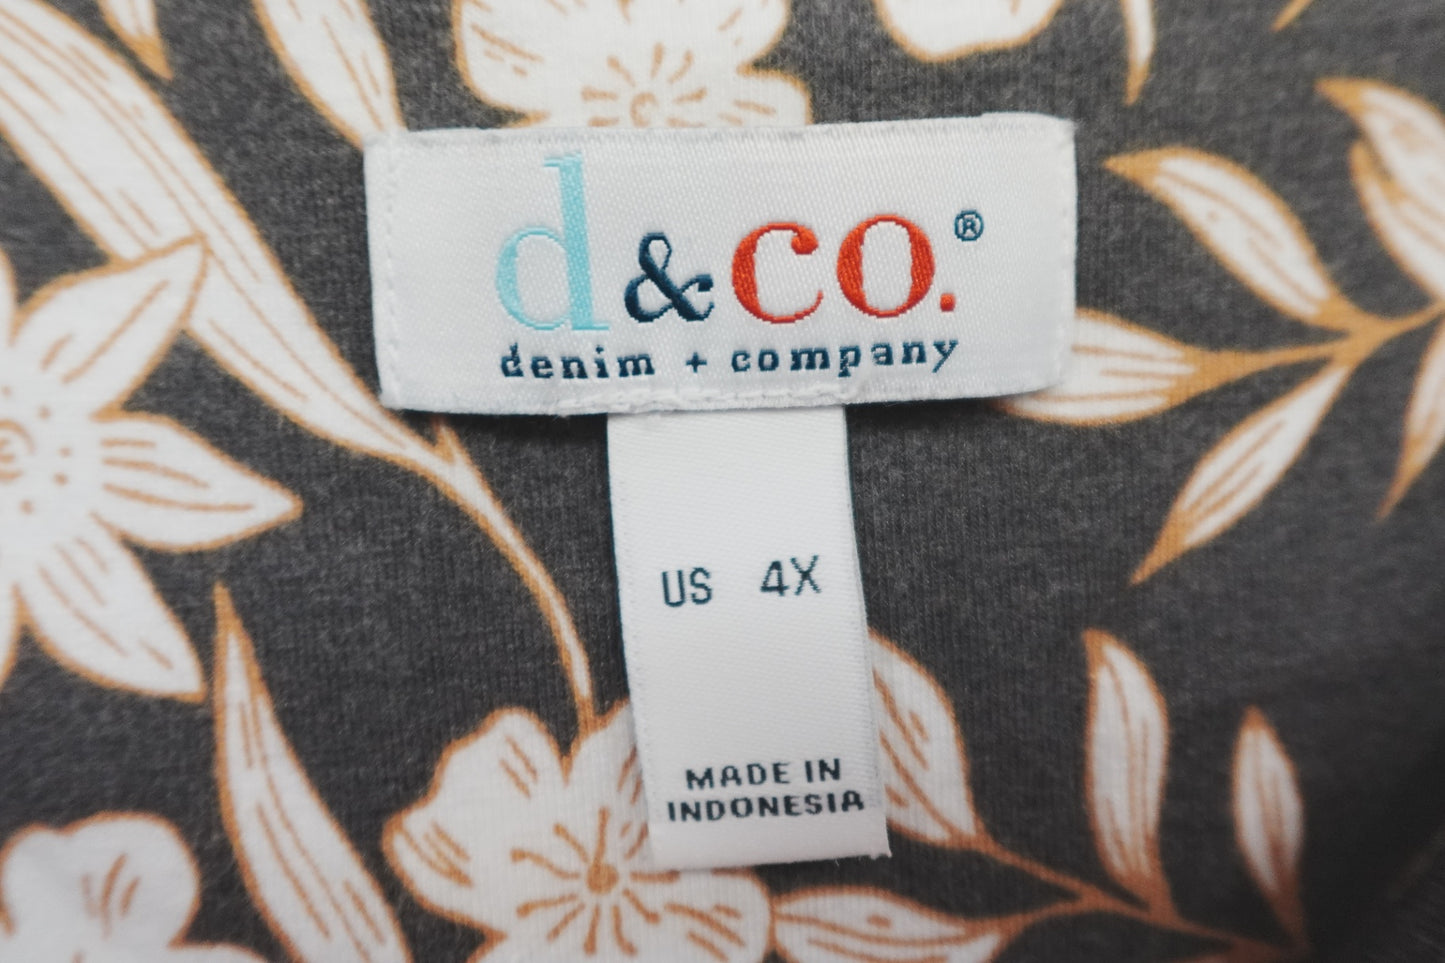 d&co.®
denim + company
US 4X
MADE IN
INDONESIA